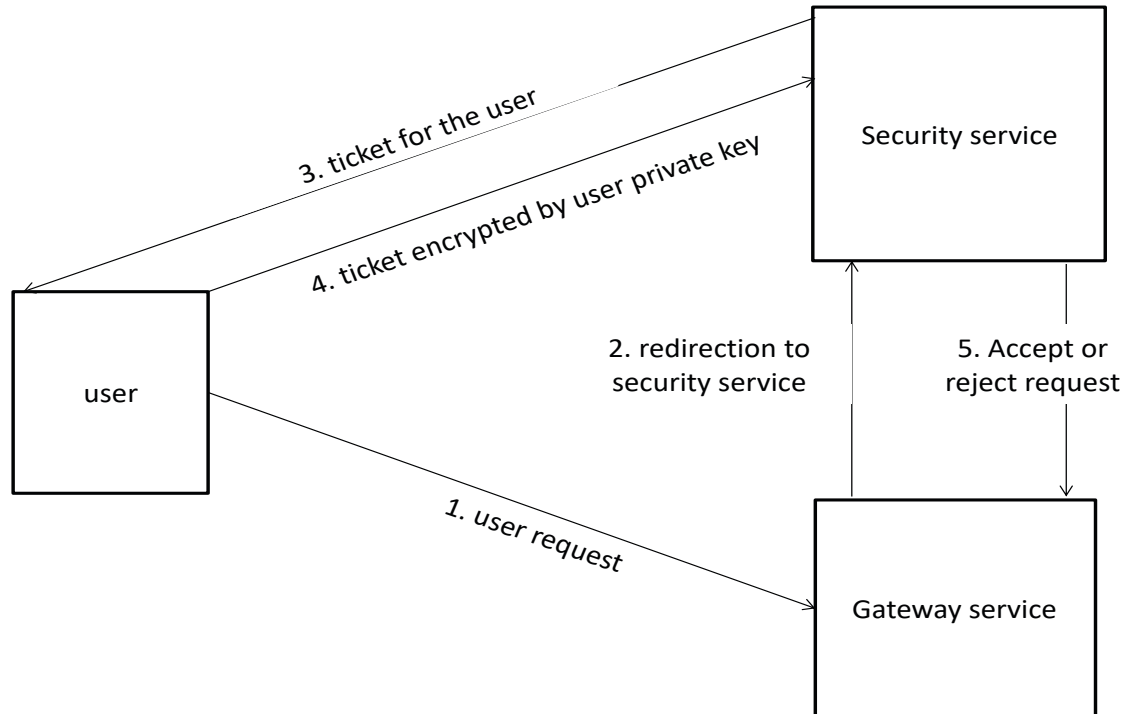 Security service
3. ticket for the user
4. ticket encrypted by user private key
2. redirection to
security service
5. Accept or
reject request
user
1. user request
Gateway service